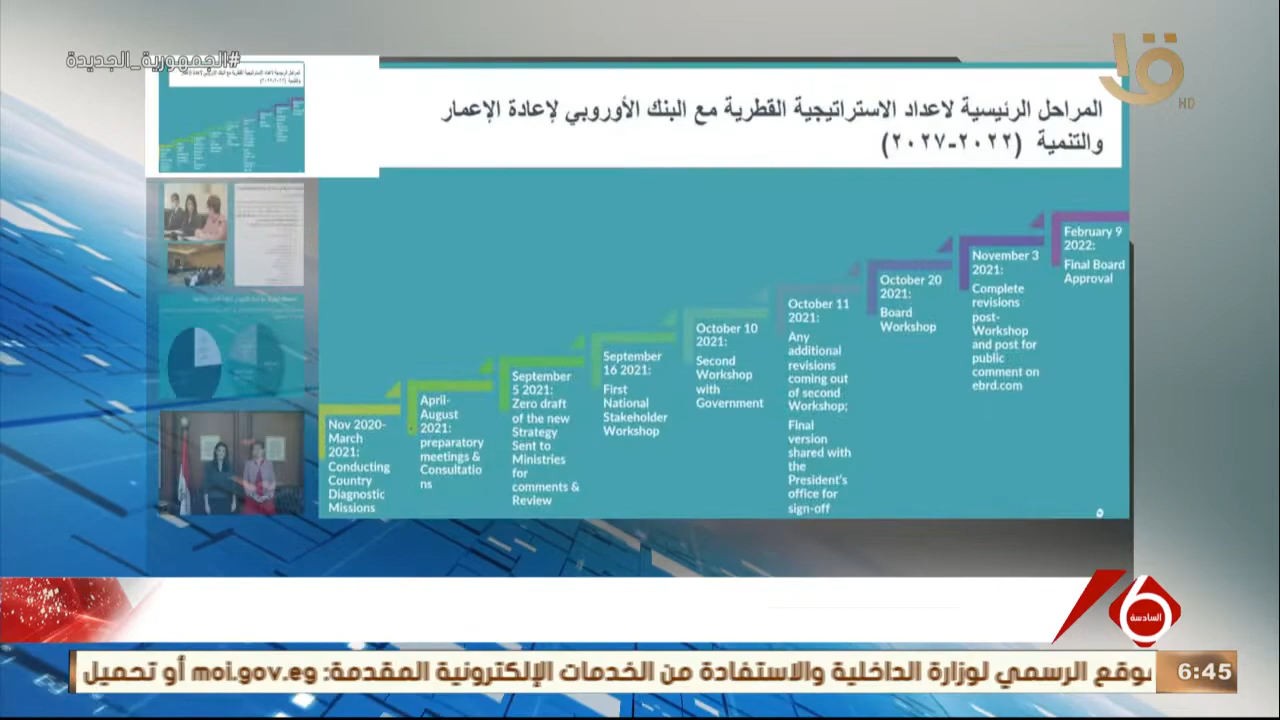 #الجمهورية_الجديدة
HD
المراحل الرئيسية لاعداد الاستراتيجية القطرية مع البنك الأوروبي لإعادة الإعمار
والتنمية (٢٠٢٢-٢٠٢٧)
Nov 2020-
March
2021:
Conducting
Country
Diagnostic
Missions
April-
August
2021:
preparatory
meetings &
Consultatio
ns
September
5 2021:
Zero draft
of the new
Strategy
Sent to
Ministries
for
comments &
Review
September
16 2021:
First
National
Stakeholder
Workshop
October 10
2021:
Second
Workshop
with
Government
October 11
2021:
Any
additional
revisions
coming out
of second
Workshop;
Final
version
shared with
the
President's
office for
sign-off
October 20
2021:
Board
Workshop
November 3
2021:
Complete
revisions
post-
Workshop
and post for
public
comment on
ebrd.com
February 9
2022:
Final Board
Approval
٥
6
السادسة
موقع الرسمي لوزارة الداخلية والاستفادة من الخدمات الإلكترونية المقدمة: moi.gov.eg أو تحميل
6:45